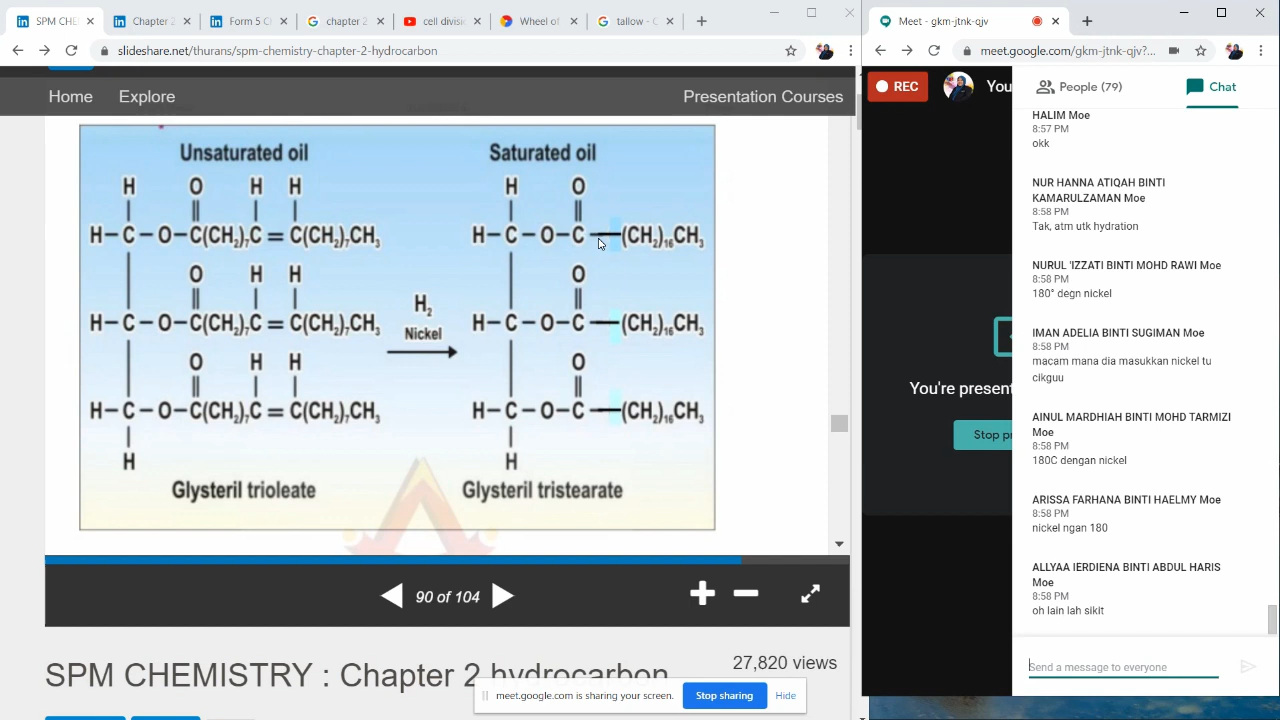 SPM CHEM
Chapter 2
Form 5 C
chapter 2
cell divisi
Wheel of
tallow - G
slideshare.net/thurans/spm-chemistry-chapter-2-hydrocarbon
Home Explore Presentation Courses
Unsaturated oil Saturated oil
H O H H H O
H–C–O–C(CH₂)₇C=C(CH₂)₇CH₃ H–C–O–C—(CH₂)₁₆CH₃
O H H O
H–C–O–C(CH₂)₇C=C(CH₂)₇CH₃ H₂ H–C–O–C—(CH₂)₁₆CH₃
Nickel
O H H O
H–C–O–C(CH₂)₇C=C(CH₂)₇CH₃ H–C–O–C—(CH₂)₁₆CH₃
H H
Glysteril trioleate Glysteril tristearate
90 of 104
SPM CHEMISTRY : Chapter 2 hydrocarbon
27,820 views
meet.google.com is sharing your screen. Stop sharing Hide
Meet - gkm-jtnk-qjv
meet.google.com/gkm-jtnk-qjv?...
REC
You
People (79) Chat
You're present
Stop pr
HALIM Moe
8:57 PM
okk
NUR HANNA ATIQAH BINTI
KAMARULZAMAN Moe
8:58 PM
Tak, atm utk hydration
NURUL 'IZZATI BINTI MOHD RAWI Moe
8:58 PM
180° degn nickel
IMAN ADELIA BINTI SUGIMAN Moe
8:58 PM
macam mana dia masukkan nickel tu
cikguu
AINUL MARDHIAH BINTI MOHD TARMIZI
Moe
8:58 PM
180C dengan nickel
ARISSA FARHANA BINTI HAELMY Moe
8:58 PM
nickel ngan 180
ALLYAA IERDIENA BINTI ABDUL HARIS
Moe
8:58 PM
oh lain lah sikit
Send a message to everyone